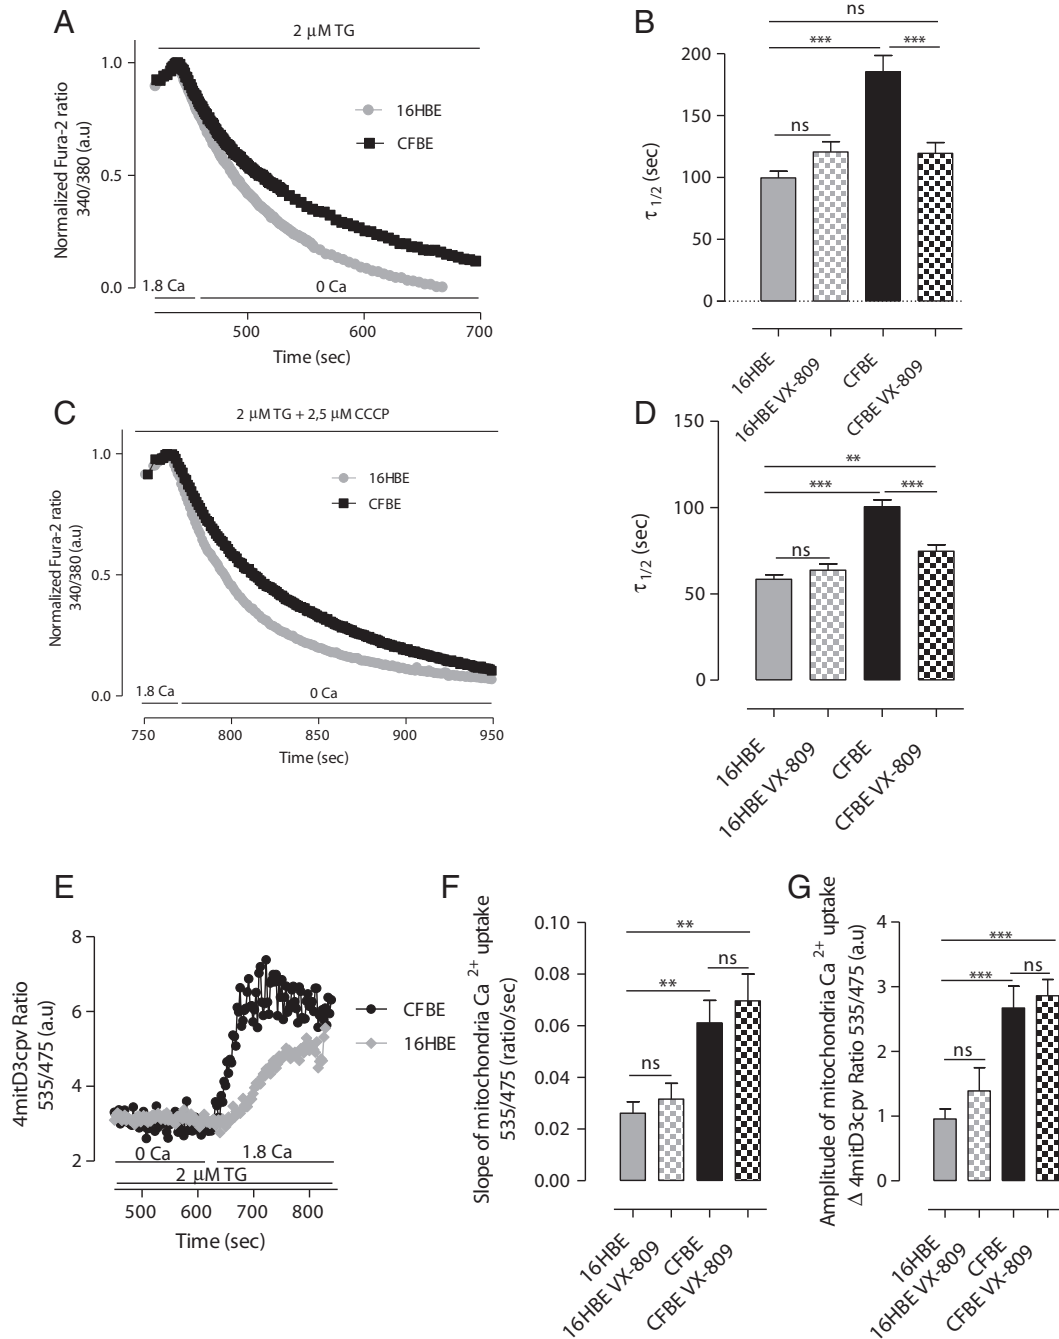 A
2 μM TG
1.0
0.5
0.0
Normalized Fura-2 ratio
340/380 (a.u)
16HBE
CFBE
1.8 Ca
0 Ca
500
600
700
Time (sec)
B
ns
***
***
ns
200
150
100
50
0
τ 1/2 (sec)
16HBE
16HBE VX-809
CFBE
CFBE VX-809
C
2 μM TG + 2,5 μM CCCP
1.0
0.5
0.0
Normalized Fura-2 ratio
340/380 (a.u)
16HBE
CFBE
1.8 Ca
0 Ca
750
800
850
900
950
Time (sec)
D
150
100
50
0
τ 1/2 (sec)
**
***
***
ns
16HBE
16HBE VX-809
CFBE
CFBE VX-809
E
8
6
4
2
4mitD3cpv Ratio
535/475 (a.u)
CFBE
16HBE
0 Ca
1.8 Ca
2 μM TG
500
600
700
800
Time (sec)
F
Slope of mitochondria Ca 2+ uptake
535/475 (ratio/sec)
0.10
0.08
0.06
0.04
0.02
0.00
**
ns
**
ns
16HBE
16HBE VX-809
CFBE
CFBE VX-809
G
Amplitude of mitochondria Ca 2+ uptake
Δ 4mitD3cpv Ratio 535/475 (a.u)
4
3
2
1
0
***
ns
***
ns
16HBE
16HBE VX-809
CFBE
CFBE VX-809